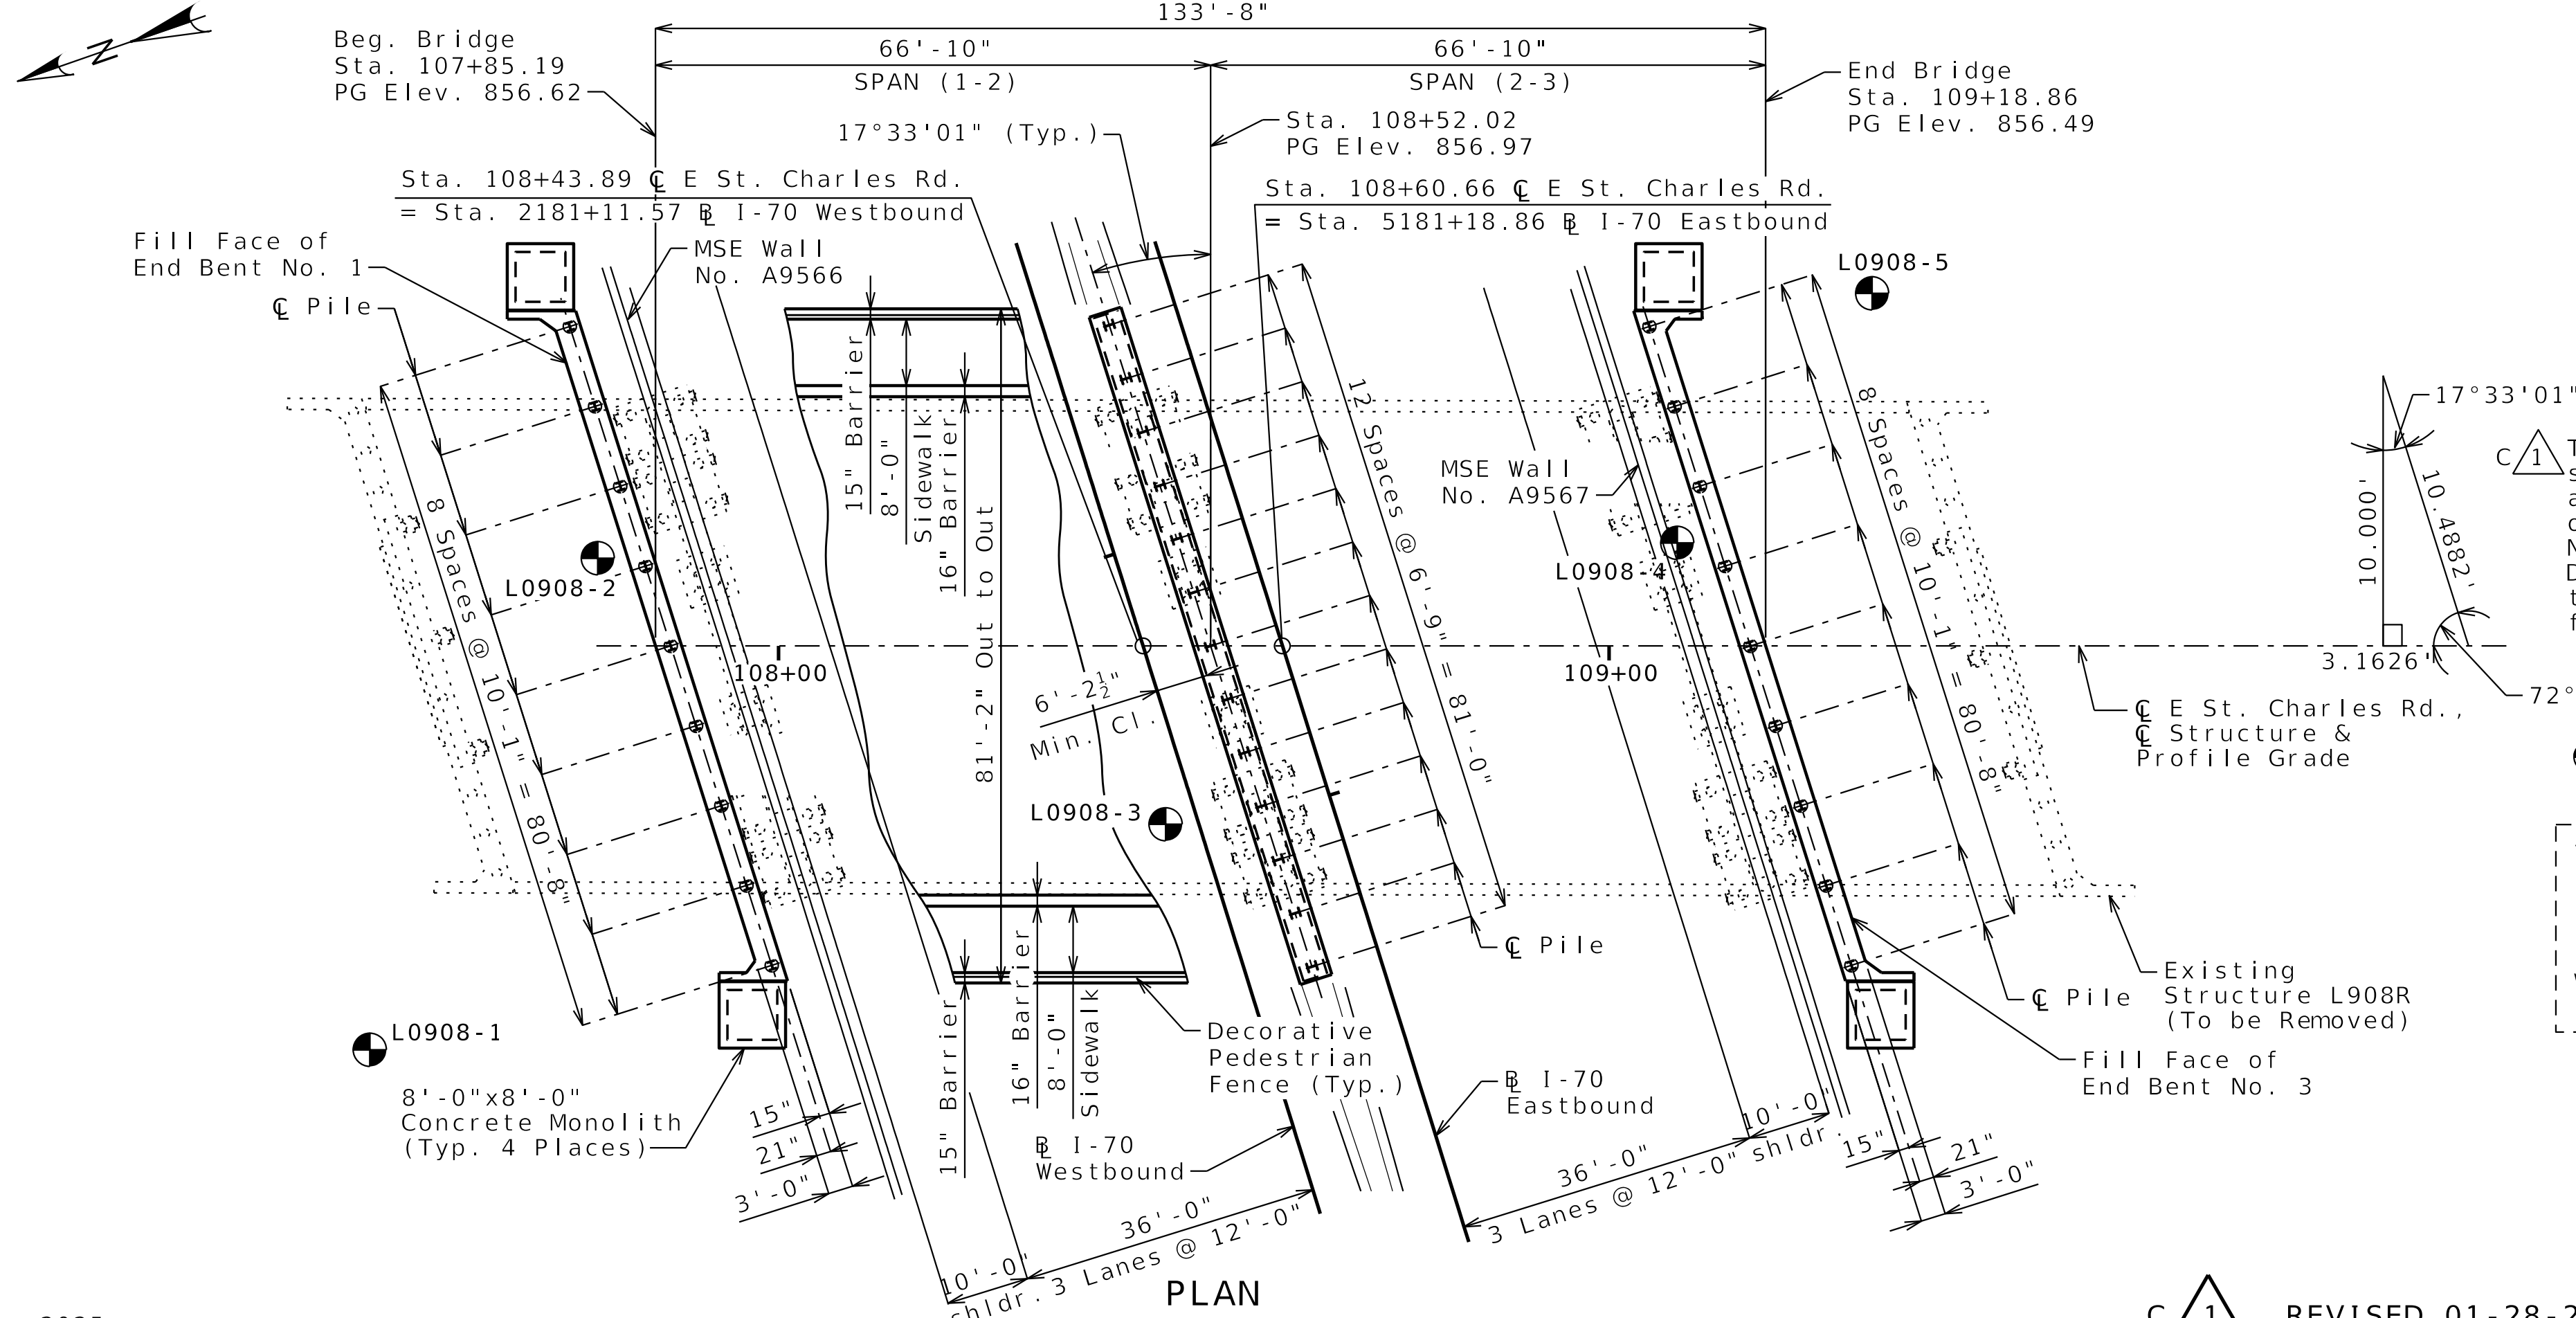 133'-8"
66'-10"
66'-10"
SPAN (1-2)
SPAN (2-3)
N
Beg. Bridge
Sta. 107+85.19
PG Elev. 856.62
End Bridge
Sta. 109+18.86
PG Elev. 856.49
17°33'01" (Typ.)
Sta. 108+52.02
PG Elev. 856.97
Sta. 108+43.89 ℄ E St. Charles Rd.
= Sta. 2181+11.57 BL I-70 Westbound
Sta. 108+60.66 ℄ E St. Charles Rd.
= Sta. 5181+18.86 BL I-70 Eastbound
Fill Face of
End Bent No. 1
℄ Pile
MSE Wall
No. A9566
L0908-5
15" Barrier
8'-0"
Sidewalk
16" Barrier
81'-2" Out to Out
12 Spaces @ 6'-9" = 81'-0"
8 Spaces @ 10'-1" = 80'-8"
8 Spaces @ 10'-1" = 80'-8"
MSE Wall
No. A9567
L0908-2
L0908-4
17°33'01"
10.000'
10.4882'
3.1626'
72°
C 1
108+00
109+00
6'-2½"
Min. Cl.
℄ E St. Charles Rd.,
℄ Structure &
Profile Grade
L0908-3
℄ Pile
℄ Pile
Existing
Structure L908R
(To be Removed)
Fill Face of
End Bent No. 3
L0908-1
8'-0"x8'-0"
Concrete Monolith
(Typ. 4 Places)
15"
21"
3'-0"
15" Barrier
16" Barrier
8'-0"
Sidewalk
Decorative
Pedestrian
Fence (Typ.)
BL I-70
Westbound
BL I-70
Eastbound
10'-0"
shldr.
36'-0"
3 Lanes @ 12'-0"
36'-0"
3 Lanes @ 12'-0"
10'-0"
shldr.
15"
21"
3'-0"
PLAN
C 1 REVISED 01-28-2